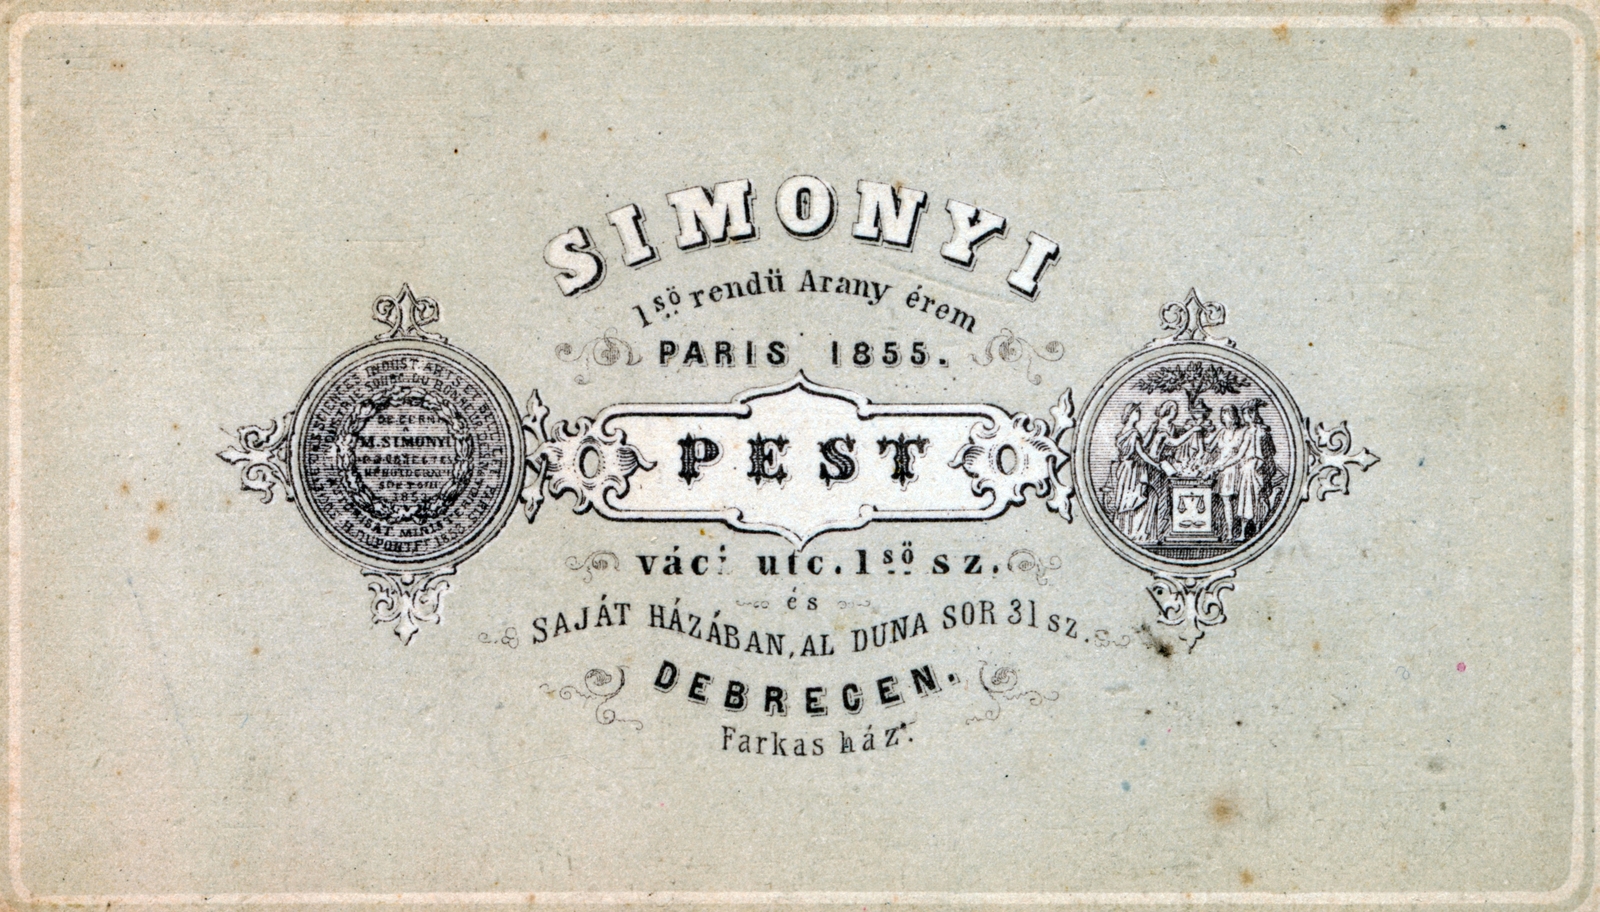 SIMONYI
1ső rendü Arany érem
PARIS 1855.
PEST
váci utc. 1ső sz.
és
SAJÁT HÁZÁBAN, AL DUNA SOR 31 sz.
DEBRECEN.
Farkas ház.
M. SIMONYI